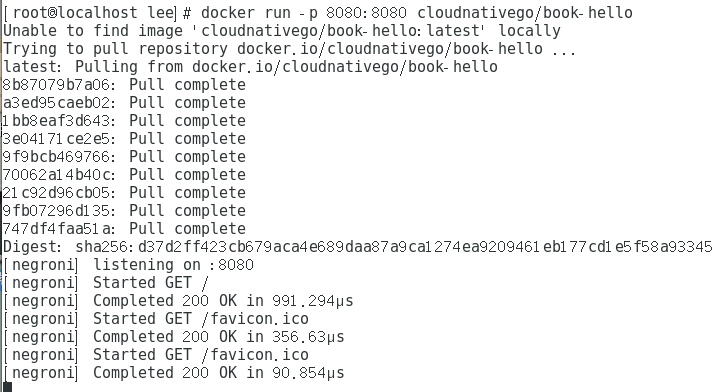 [root@localhost lee]# docker run -p 8080:8080 cloudnativego/book-hello
Unable to find image 'cloudnativego/book-hello:latest' locally
Trying to pull repository docker.io/cloudnativego/book-hello ...
latest: Pulling from docker.io/cloudnativego/book-hello
8b87079b7a06: Pull complete
a3ed95caeb02: Pull complete
1bb8eaf3d643: Pull complete
3e04171ce2e5: Pull complete
9f9bcb469766: Pull complete
70062a14b40c: Pull complete
21c92d96cb05: Pull complete
9fb07296d135: Pull complete
747df4faa51a: Pull complete
Digest: sha256:d37d2ff423cb679aca4e689daa87a9ca1274ea9209461eb177cd1e5f58a93345
[negroni] listening on :8080
[negroni] Started GET /
[negroni] Completed 200 OK in 991.294µs
[negroni] Started GET /favicon.ico
[negroni] Completed 200 OK in 356.63µs
[negroni] Started GET /favicon.ico
[negroni] Completed 200 OK in 90.854µs